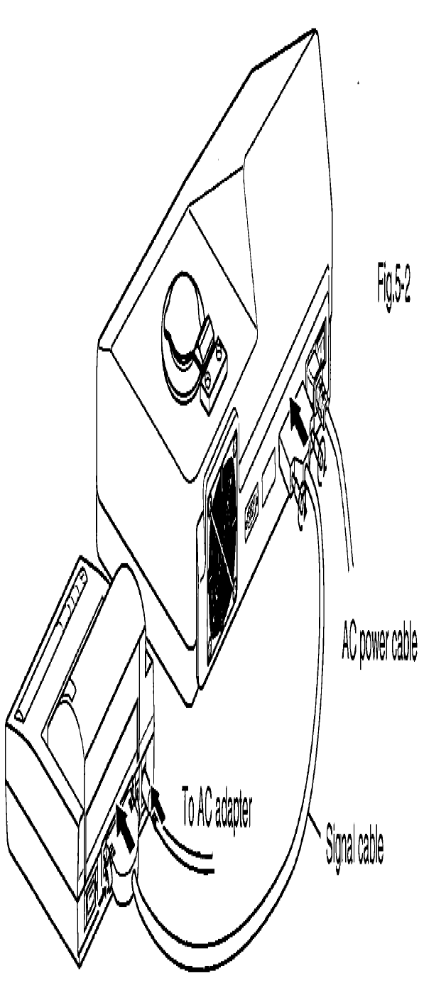 Fig.5-2
AC power cable
To AC adapter
Signal cable